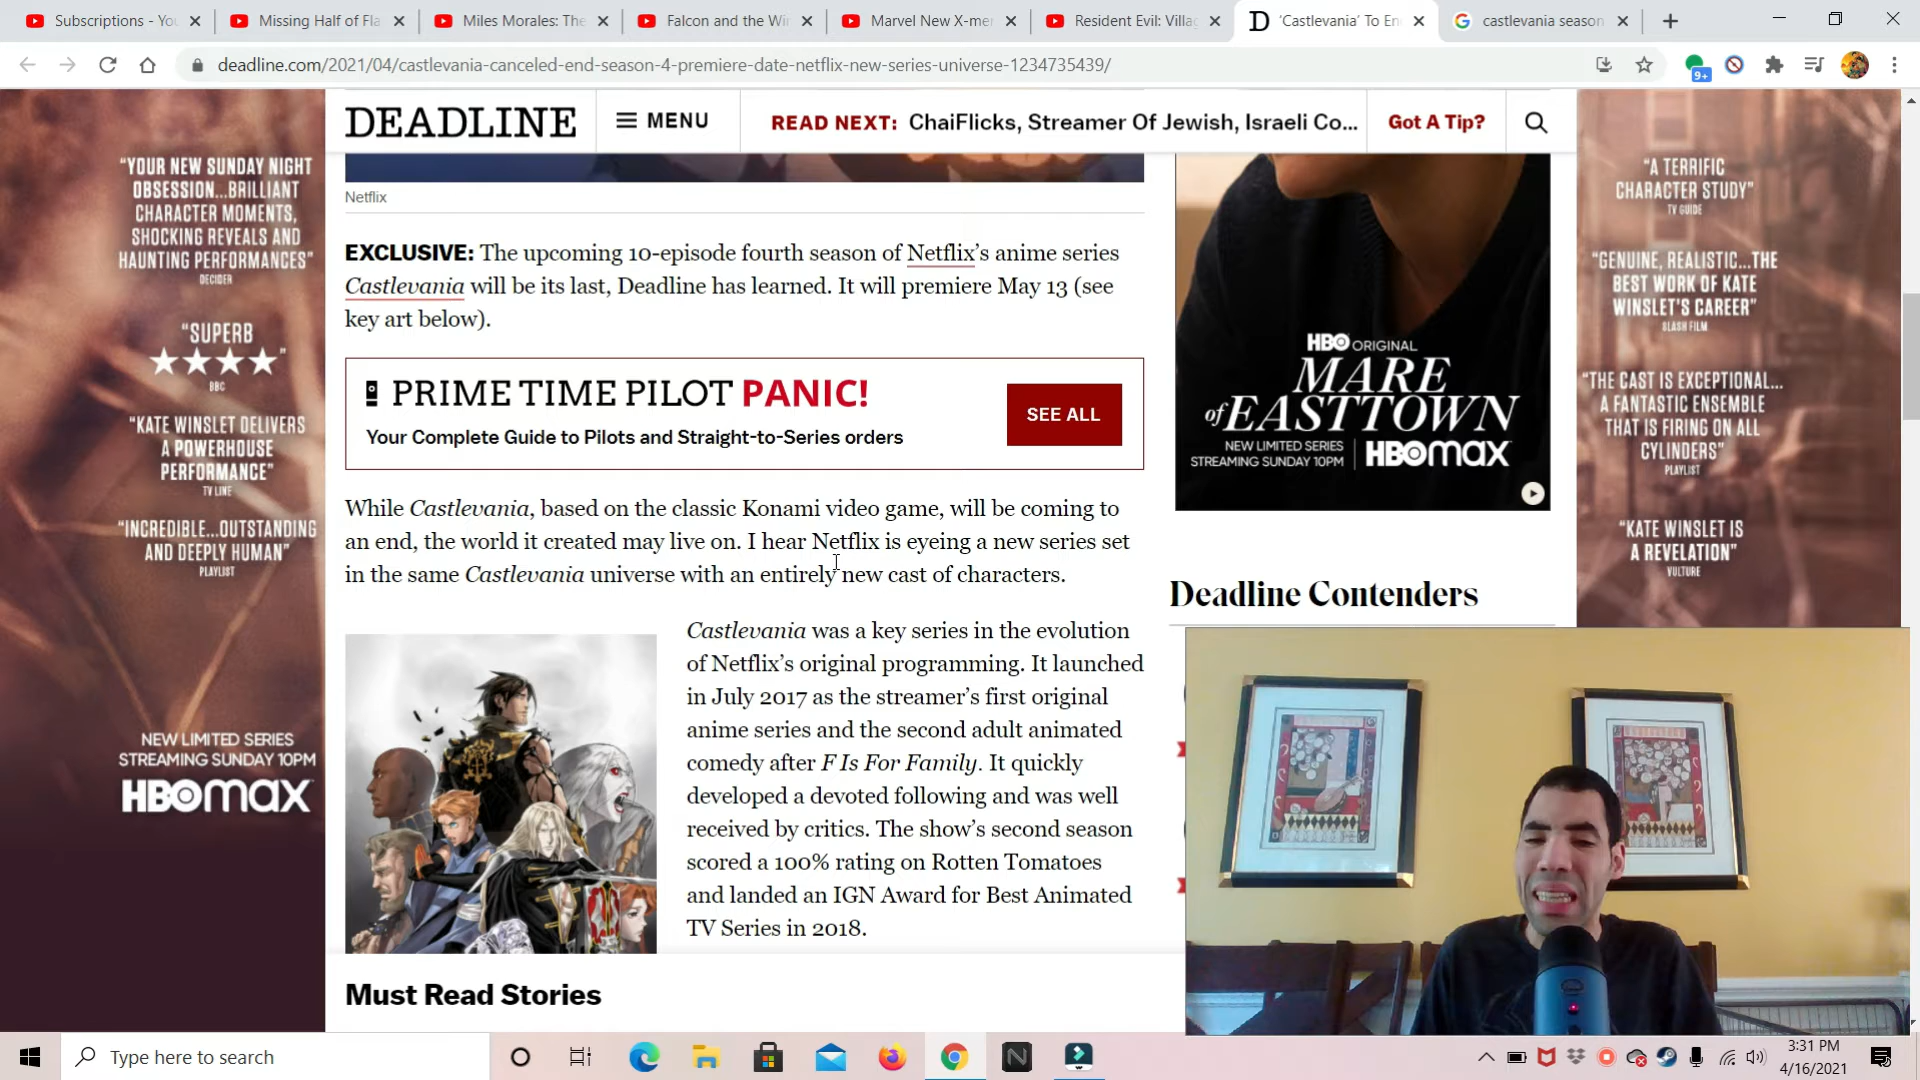 Subscriptions - You
Missing Half of Fla
Miles Morales: The
Falcon and the Wi
Marvel New X-me
Resident Evil: Villag
'Castlevania' To En
castlevania season
deadline.com/2021/04/castlevania-canceled-end-season-4-premiere-date-netflix-new-series-universe-1234735439/
9+
DEADLINE
MENU
READ NEXT: ChaiFlicks, Streamer Of Jewish, Israeli Co...
Got A Tip?
"YOUR NEW SUNDAY NIGHT
OBSESSION...BRILLIANT
CHARACTER MOMENTS,
SHOCKING REVEALS AND
HAUNTING PERFORMANCES"
DECIDER
"SUPERB
★★★★"
BBC
"KATE WINSLET DELIVERS
A POWERHOUSE
PERFORMANCE"
TV LINE
"INCREDIBLE...OUTSTANDING
AND DEEPLY HUMAN"
PLAYLIST
NEW LIMITED SERIES
STREAMING SUNDAY 10PM
HBOMAX
Netflix
EXCLUSIVE: The upcoming 10-episode fourth season of Netflix's anime series
Castlevania will be its last, Deadline has learned. It will premiere May 13 (see
key art below).
PRIME TIME PILOT PANIC!
Your Complete Guide to Pilots and Straight-to-Series orders
SEE ALL
While Castlevania, based on the classic Konami video game, will be coming to
an end, the world it created may live on. I hear Netflix is eyeing a new series set
in the same Castlevania universe with an entirely new cast of characters.
Castlevania was a key series in the evolution
of Netflix's original programming. It launched
in July 2017 as the streamer's first original
anime series and the second adult animated
comedy after F Is For Family. It quickly
developed a devoted following and was well
received by critics. The show's second season
scored a 100% rating on Rotten Tomatoes
and landed an IGN Award for Best Animated
TV Series in 2018.
Must Read Stories
HBO ORIGINAL
MARE
of EASTTOWN
NEW LIMITED SERIES
STREAMING SUNDAY 10PM
HBOMAX
Deadline Contenders
"A TERRIFIC
CHARACTER STUDY"
TV GUIDE
"GENUINE, REALISTIC...THE
BEST WORK OF KATE
WINSLET'S CAREER"
SLASH FILM
"THE CAST IS EXCEPTIONAL...
A FANTASTIC ENSEMBLE
THAT IS FIRING ON ALL
CYLINDERS"
PLAYLIST
"KATE WINSLET IS
A REVELATION"
VULTURE
Type here to search
3:31 PM
4/16/2021